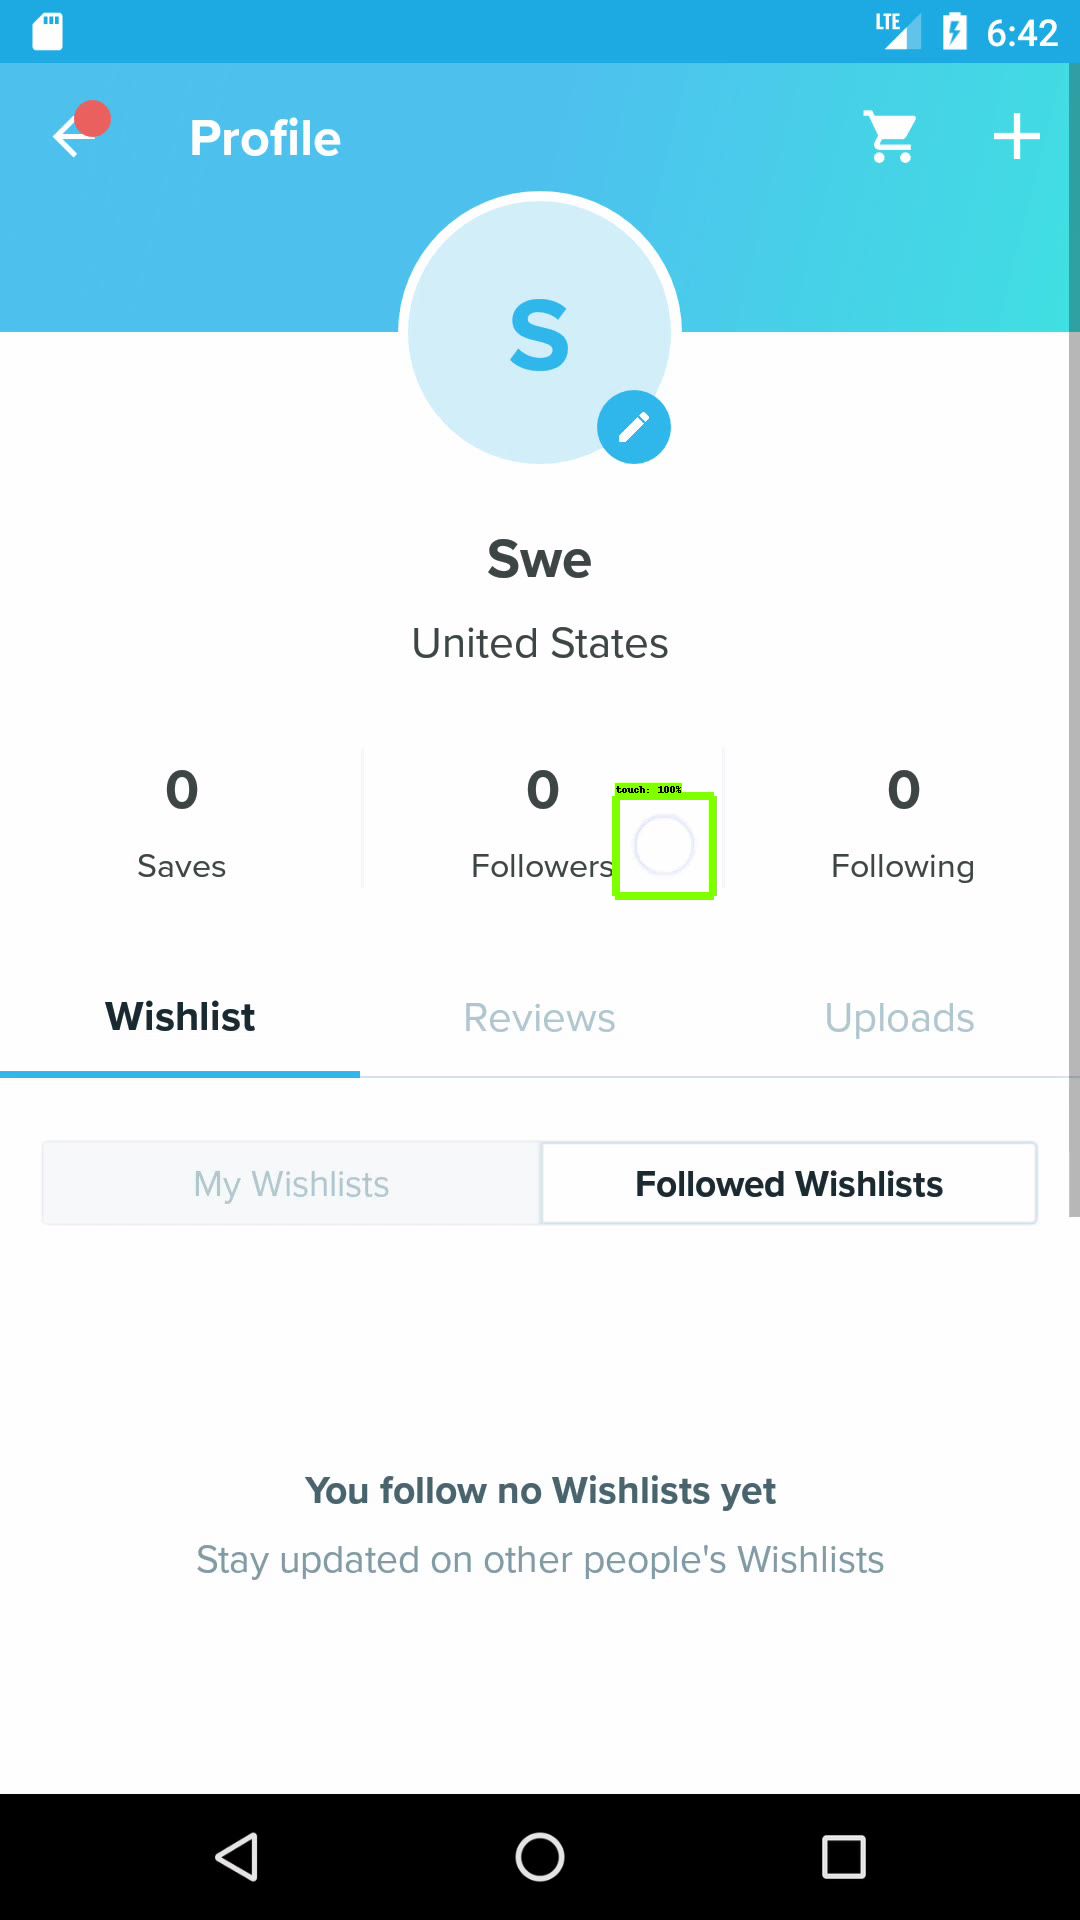 LTE 6:42
Profile
S
Swe
United States
0 0 0
touch: 100%
Saves Followers Following
Wishlist Reviews Uploads
My Wishlists Followed Wishlists
You follow no Wishlists yet
Stay updated on other people's Wishlists